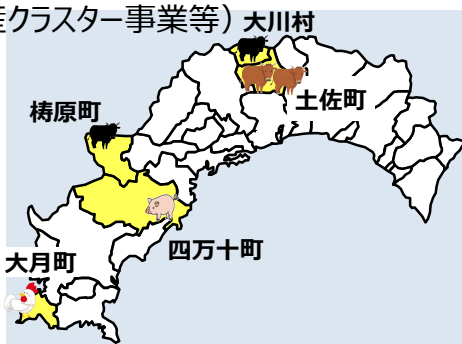 産クラスター事業等)
大川村
土佐町
梼原町
四万十町
大月町